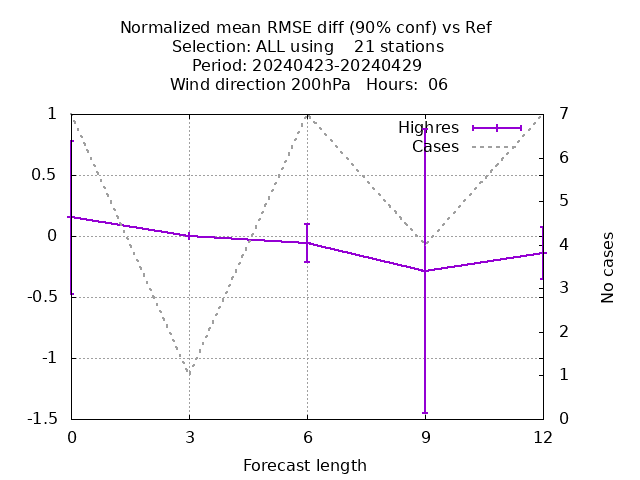 Normalized mean RMSE diff (90% conf) vs Ref
Selection: ALL using    21 stations
Period: 20240423-20240429
Wind direction 200hPa   Hours:  06
Highres
Cases
1
0.5
0
-0.5
-1
-1.5
7
6
5
4
3
2
1
0
No cases
0 3 6 9 12
Forecast length